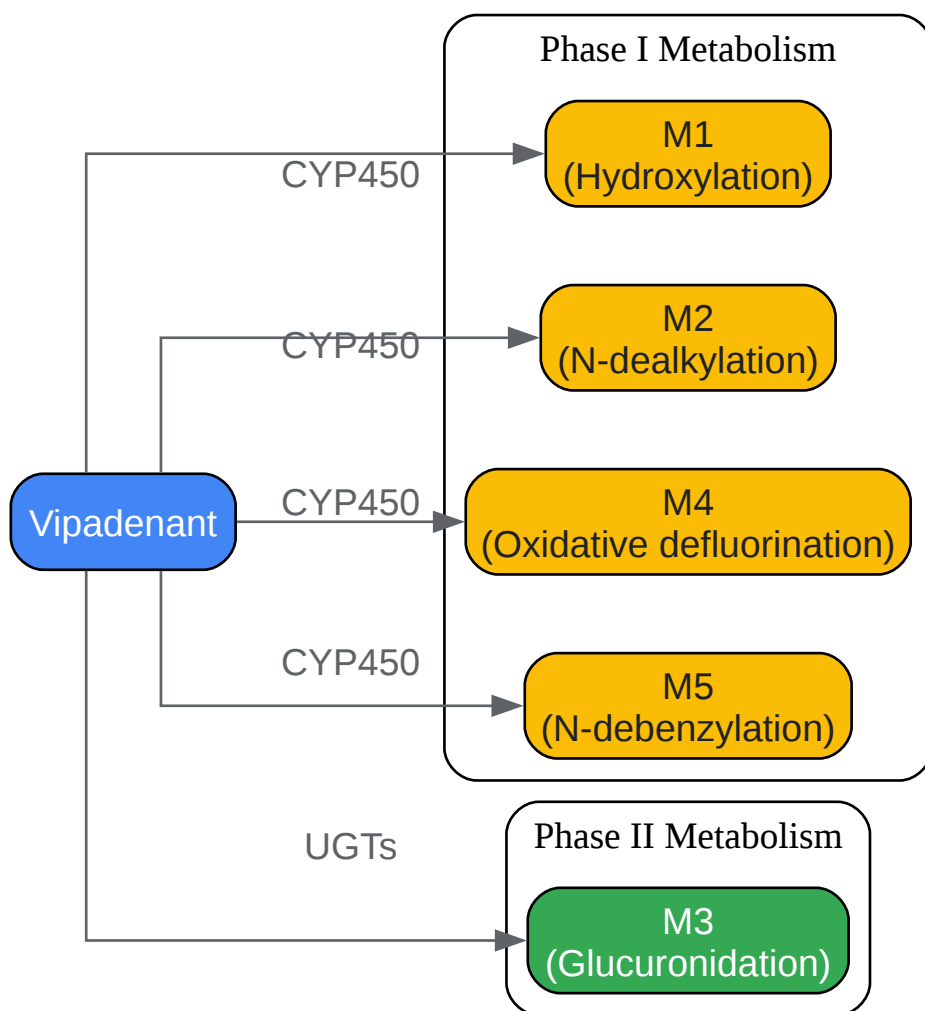 Phase I Metabolism
M1
(Hydroxylation)
CYP450
M2
(N-dealkylation)
CYP450
Vipadenant
CYP450
M4
(Oxidative defluorination)
CYP450
M5
(N-debenzylation)
UGTs
Phase II Metabolism
M3
(Glucuronidation)